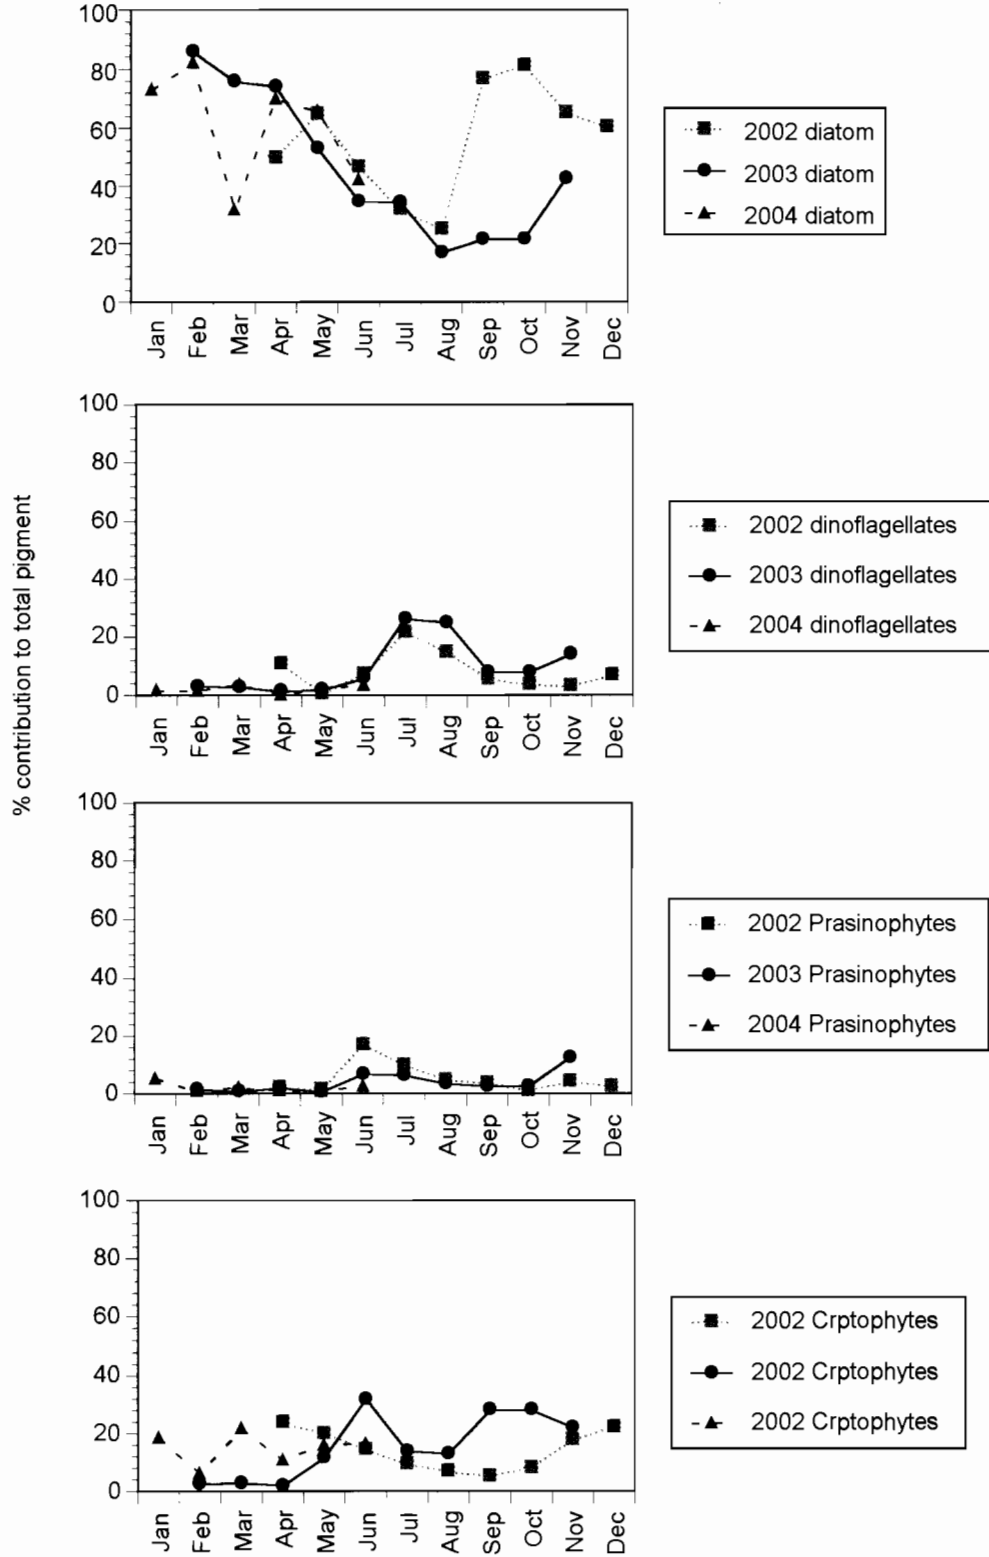 % contribution to total pigment
100
80
60
40
20
0
Jan Feb Mar Apr May Jun Jul Aug Sep Oct Nov Dec
2002 diatom
2003 diatom
2004 diatom
100
80
60
40
20
0
Jan Feb Mar Apr May Jun Jul Aug Sep Oct Nov Dec
2002 dinoflagellates
2003 dinoflagellates
2004 dinoflagellates
100
80
60
40
20
0
Jan Feb Mar Apr May Jun Jul Aug Sep Oct Nov Dec
2002 Prasinophytes
2003 Prasinophytes
2004 Prasinophytes
100
80
60
40
20
0
Jan Feb Mar Apr May Jun Jul Aug Sep Oct Nov Dec
2002 Crptophytes
2002 Crptophytes
2002 Crptophytes